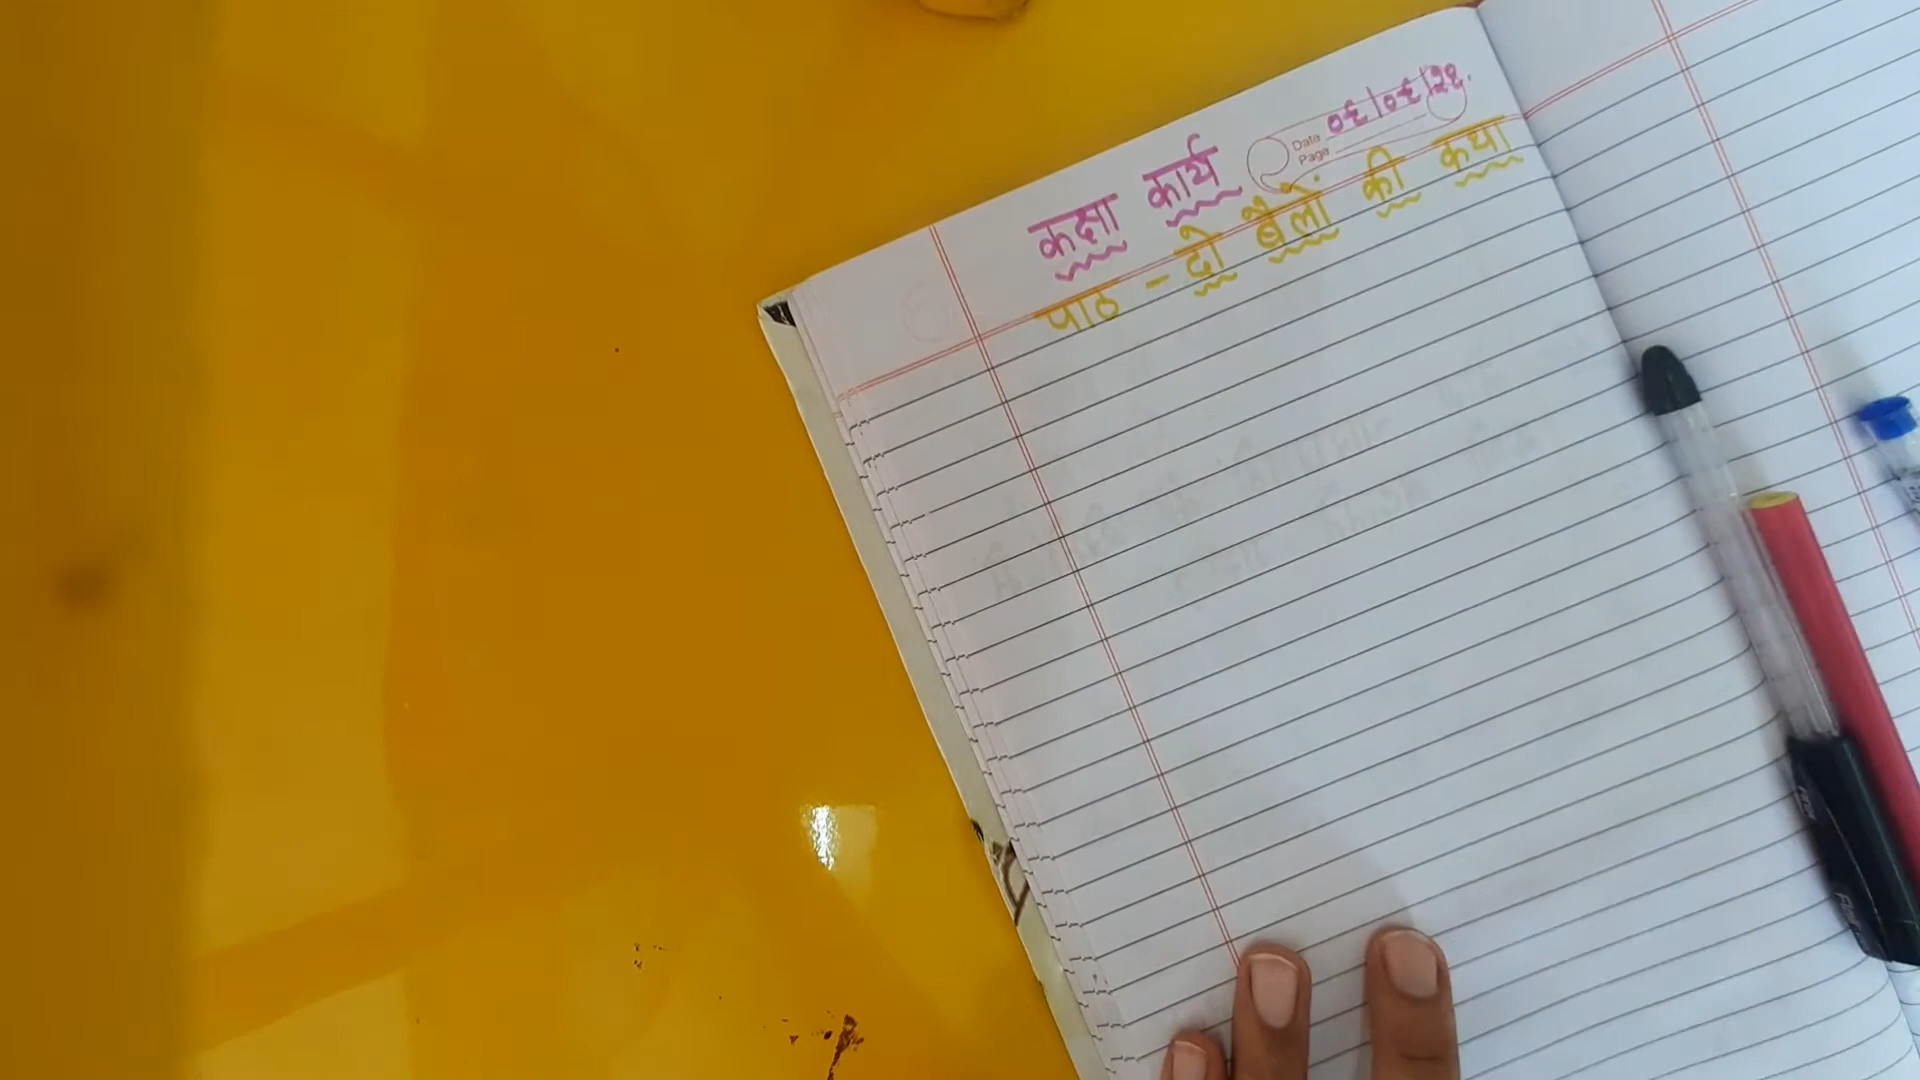 Date ०६|०६|२१.
Page
कक्षा कार्य
पाठ - दो बैलों की कथा